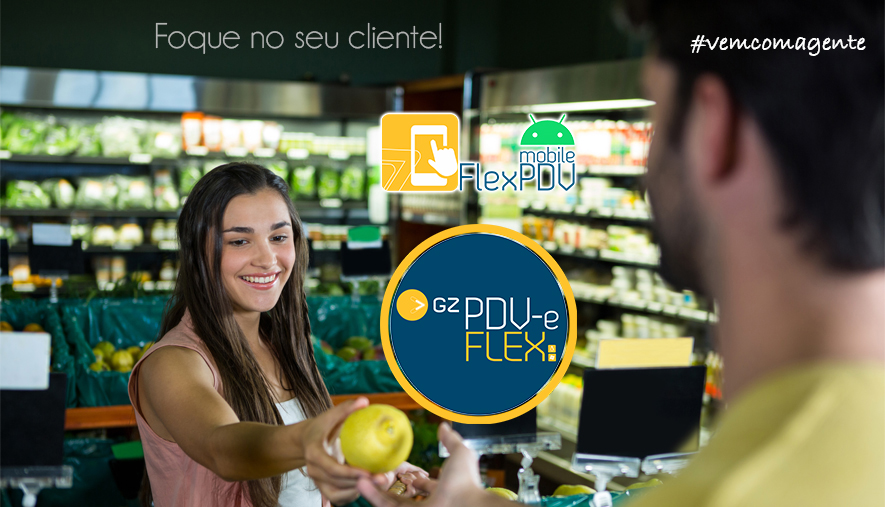 Foque no seu cliente!
#vemcomagente
mobile
FlexPDV
GZ PDV-e
FLEX